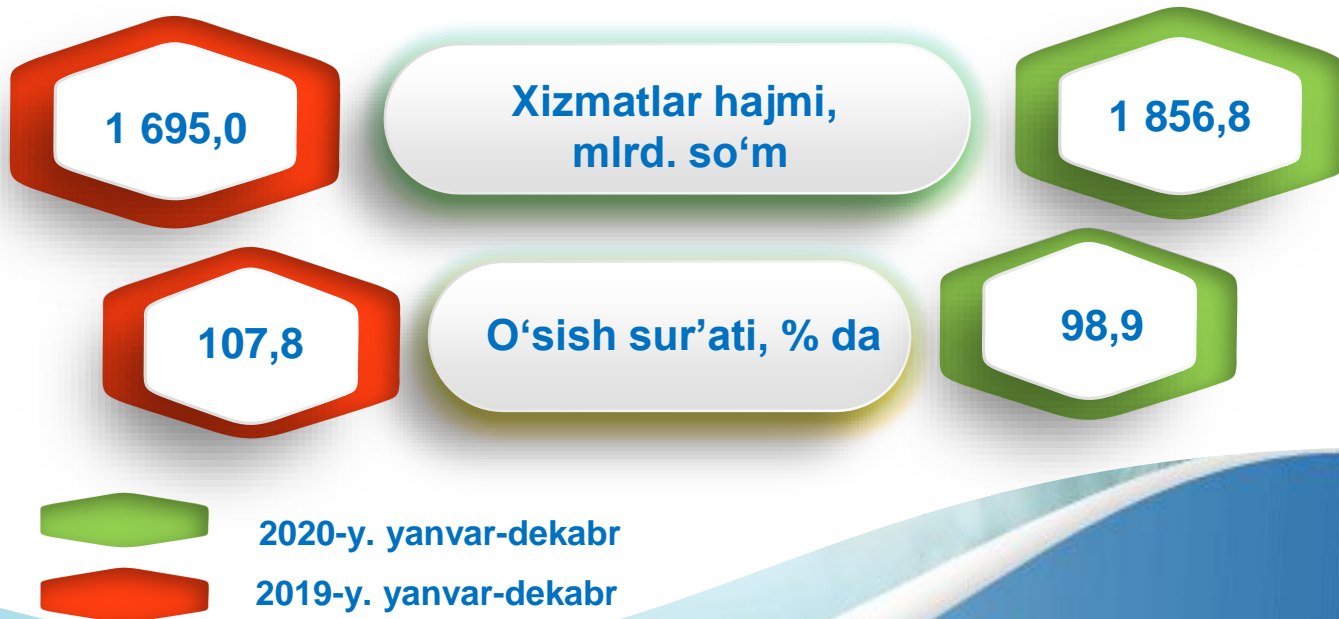 1 695,0
Xizmatlar hajmi,
mlrd. so‘m
1 856,8
107,8
O‘sish sur’ati, % da
98,9
2020-y. yanvar-dekabr
2019-y. yanvar-dekabr